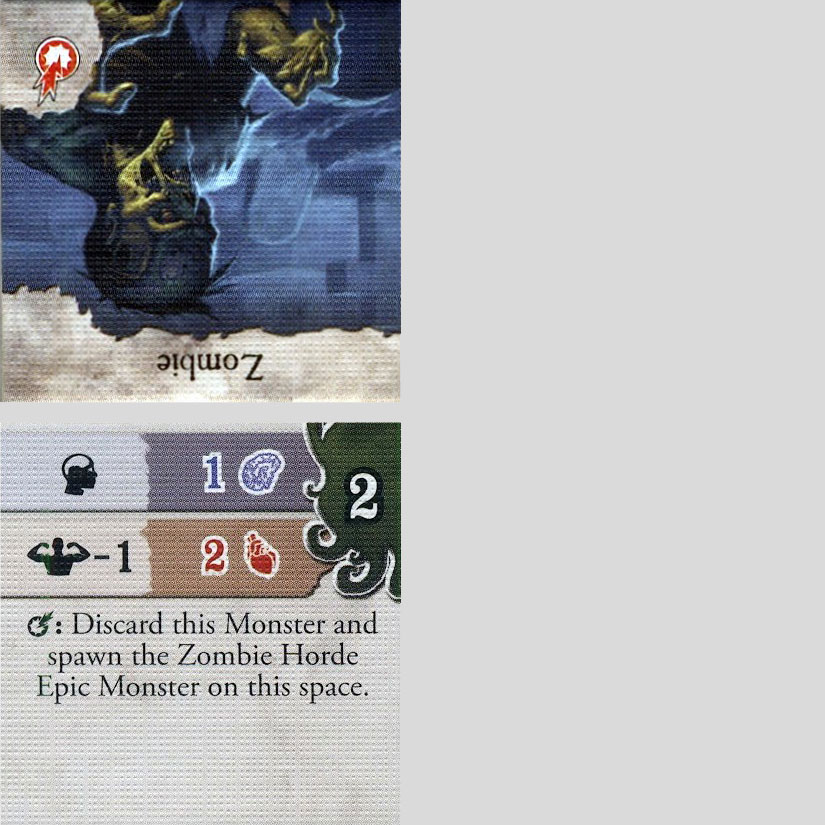 Zombie
1
2
-1 2
: Discard this Monster and
spawn the Zombie Horde
Epic Monster on this space.